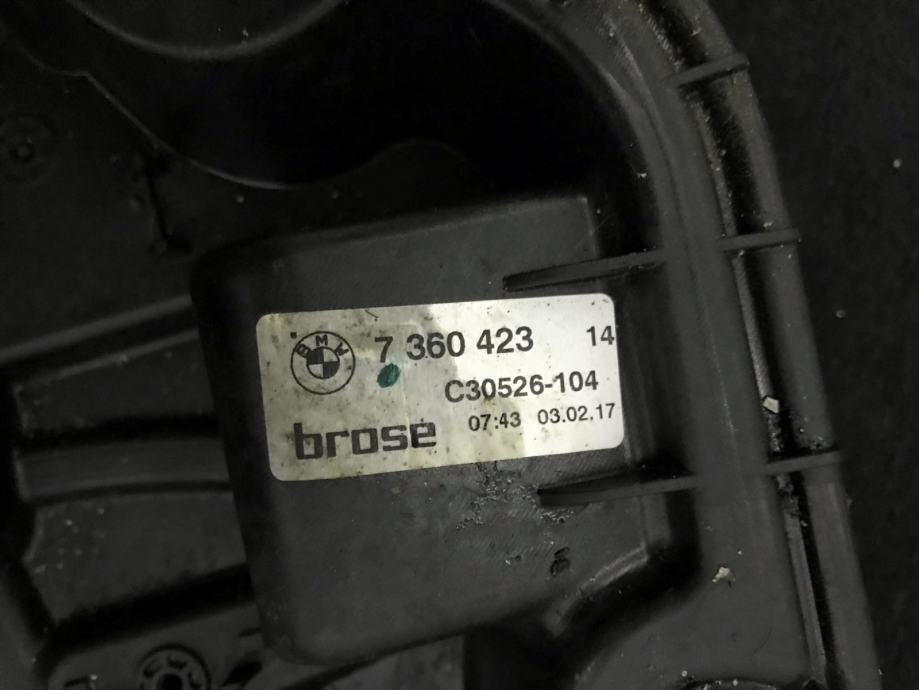 BMW
7 360 423 14
C30526-104
07:43 03.02.17
brose